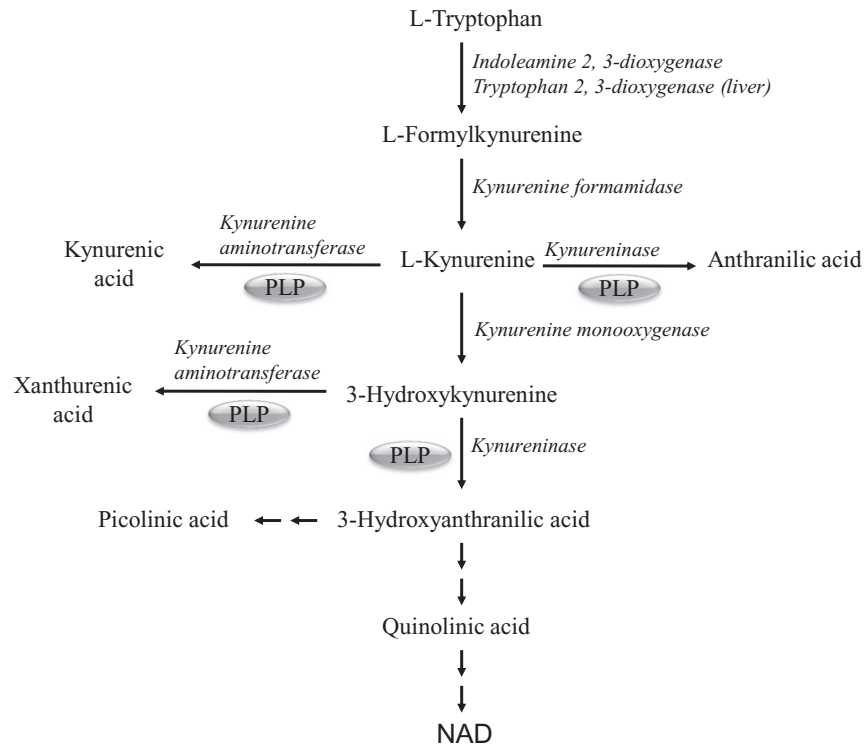 L-Tryptophan
Indoleamine 2, 3-dioxygenase
Tryptophan 2, 3-dioxygenase (liver)
L-Formylkynurenine
Kynurenine formamidase
Kynurenic
acid
Kynurenine
aminotransferase
PLP
L-Kynurenine
Kynureninase
PLP
Anthranilic acid
Kynurenine monooxygenase
Xanthurenic
acid
Kynurenine
aminotransferase
PLP
3-Hydroxykynurenine
PLP
Kynureninase
Picolinic acid
3-Hydroxyanthranilic acid
Quinolinic acid
NAD